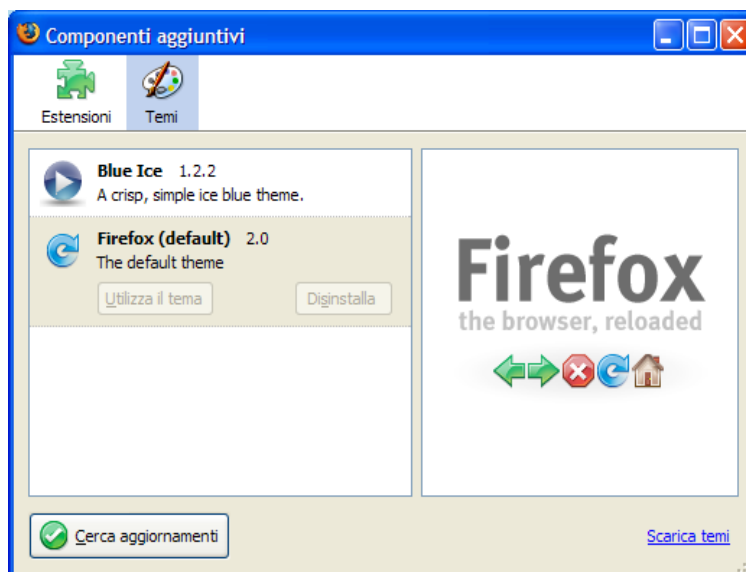 Componenti aggiuntivi
Estensioni
Temi
Blue Ice 1.2.2
A crisp, simple ice blue theme.
Firefox (default) 2.0
The default theme
Utilizza il tema
Disinstalla
Firefox
the browser, reloaded
Cerca aggiornamenti
Scarica temi